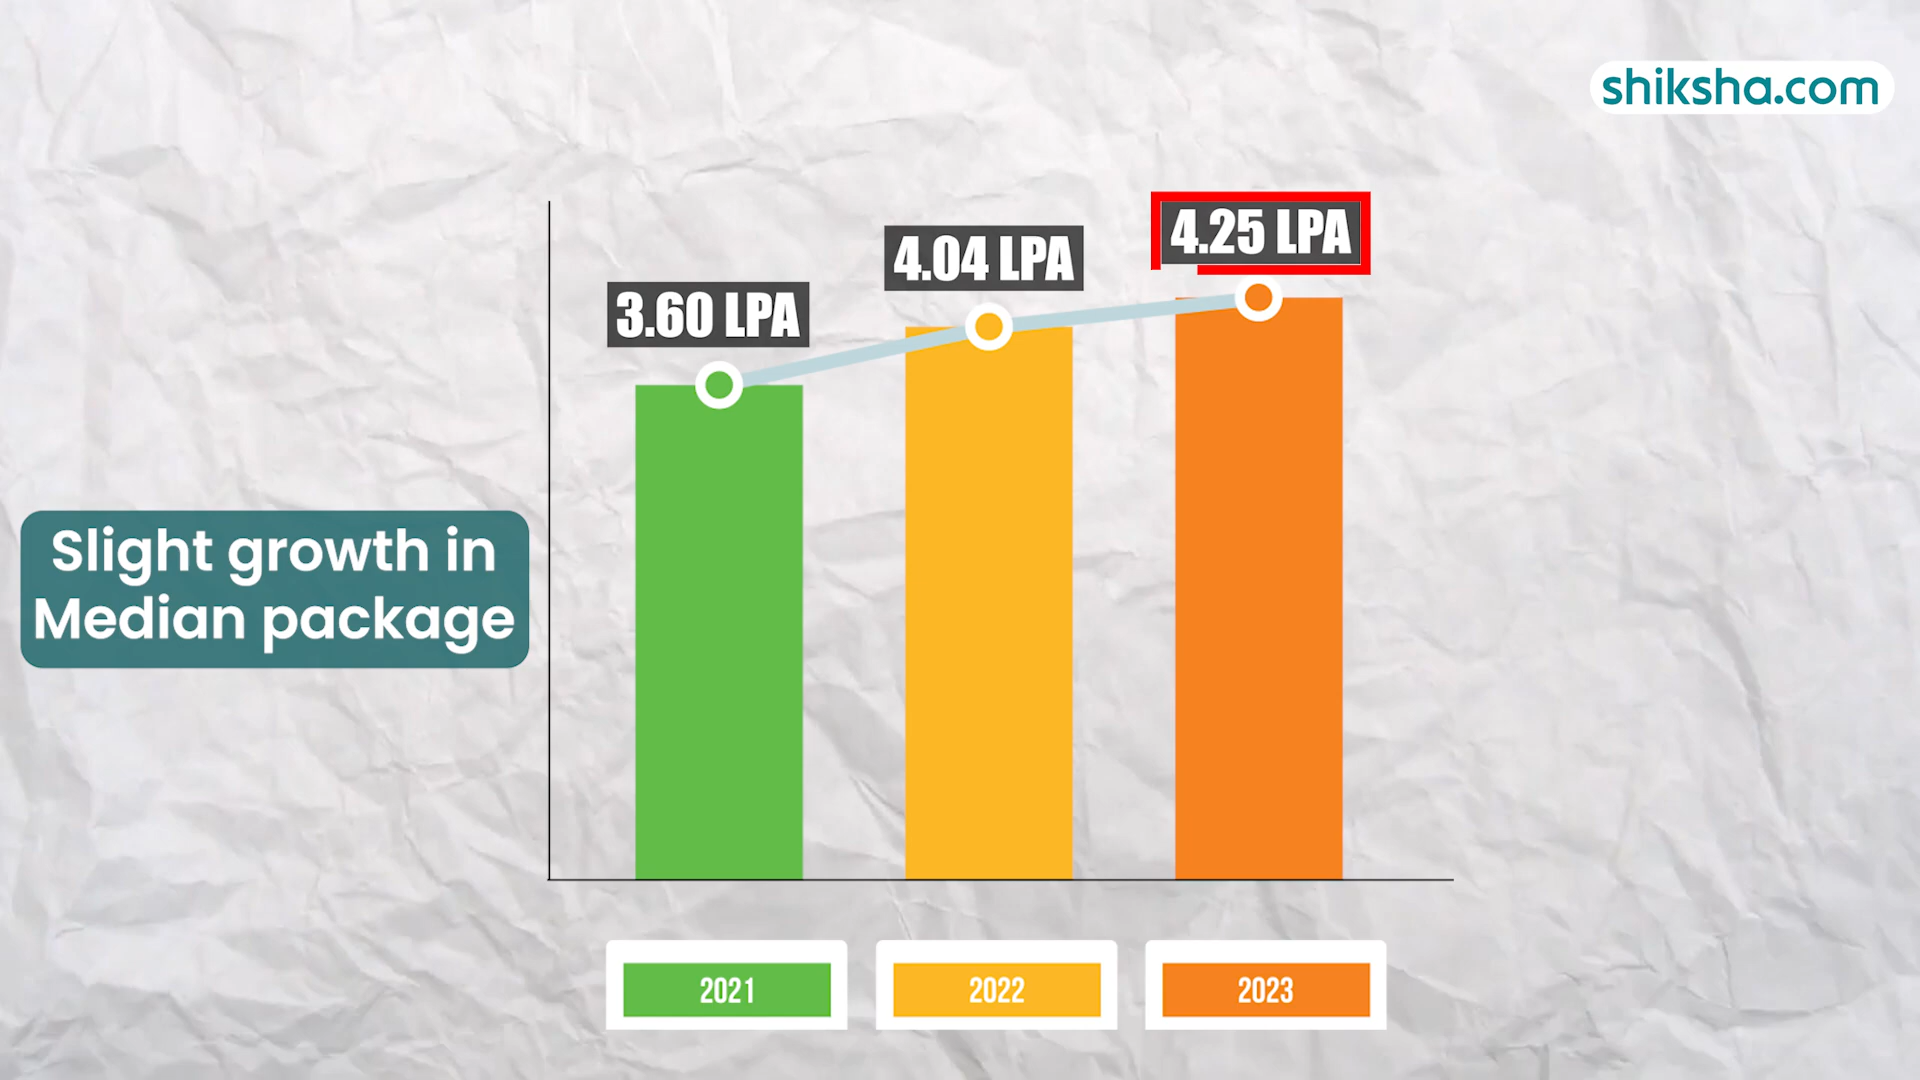 shiksha.com
4.25 LPA
4.04 LPA
3.60 LPA
Slight growth in
Median package
2021
2022
2023